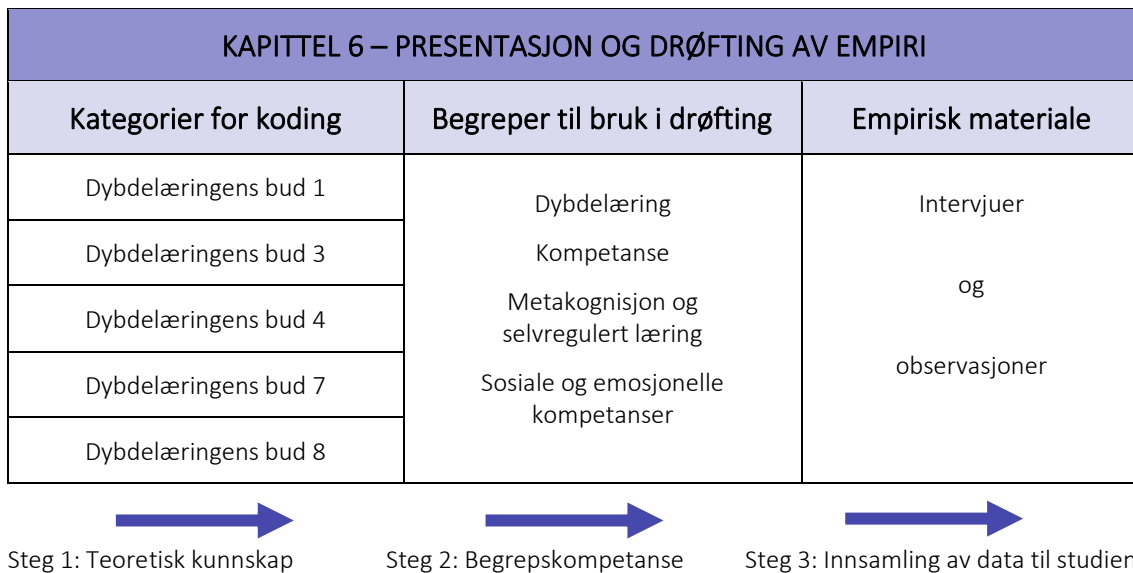 KAPITTEL 6 – PRESENTASJON OG DRØFTING AV EMPIRI
Kategorier for koding
Begreper til bruk i drøfting
Empirisk materiale
Dybdelæringens bud 1
Dybdelæringens bud 3
Dybdelæringens bud 4
Dybdelæringens bud 7
Dybdelæringens bud 8
Dybdelæring
Kompetanse
Metakognisjon og
selvregulert læring
Sosiale og emosjonelle
kompetanser
Intervjuer
og
observasjoner
Steg 1: Teoretisk kunnskap
Steg 2: Begrepskompetanse
Steg 3: Innsamling av data til studien